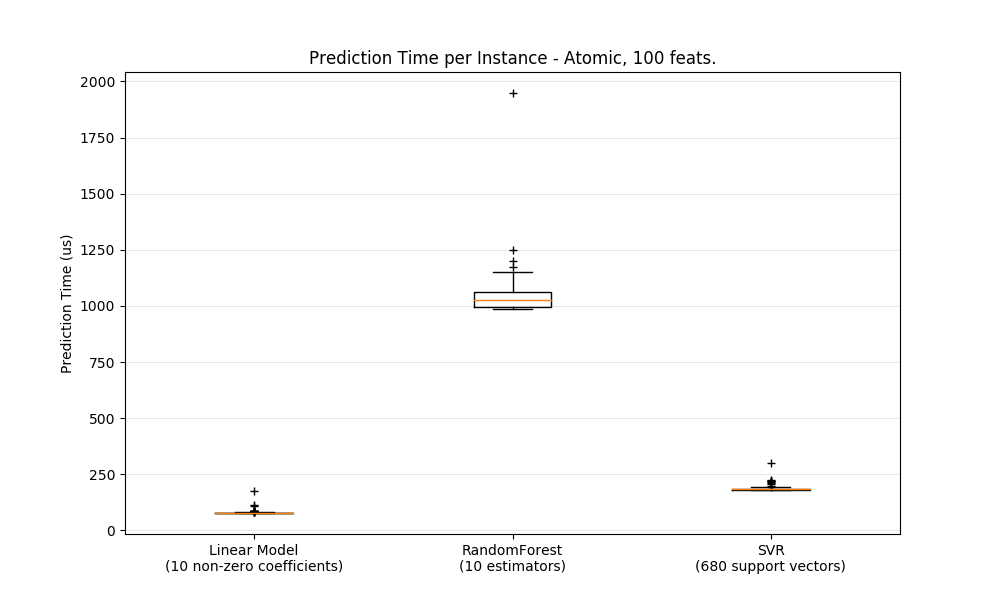 Prediction Time per Instance - Atomic, 100 feats.
Prediction Time (us)
2000
1750
1500
1250
1000
750
500
250
0
Linear Model
(10 non-zero coefficients)
RandomForest
(10 estimators)
SVR
(680 support vectors)